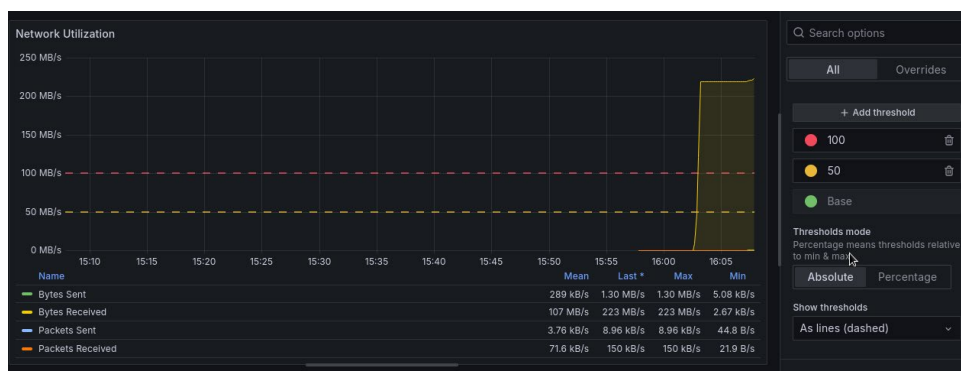 Network Utilization
250 MB/s
200 MB/s
150 MB/s
100 MB/s
50 MB/s
0 MB/s
15:10 15:15 15:20 15:25 15:30 15:35 15:40 15:45 15:50 15:55 16:00 16:05
Name Mean Last * Max Min
Bytes Sent 289 kB/s 1.30 MB/s 1.30 MB/s 5.08 kB/s
Bytes Received 107 MB/s 223 MB/s 223 MB/s 2.67 kB/s
Packets Sent 3.76 kB/s 8.96 kB/s 8.96 kB/s 44.8 B/s
Packets Received 71.6 kB/s 150 kB/s 150 kB/s 21.9 B/s
Search options
All Overrides
+ Add threshold
100
50
Base
Thresholds mode
Percentage means thresholds relative
to min & max
Absolute Percentage
Show thresholds
As lines (dashed)